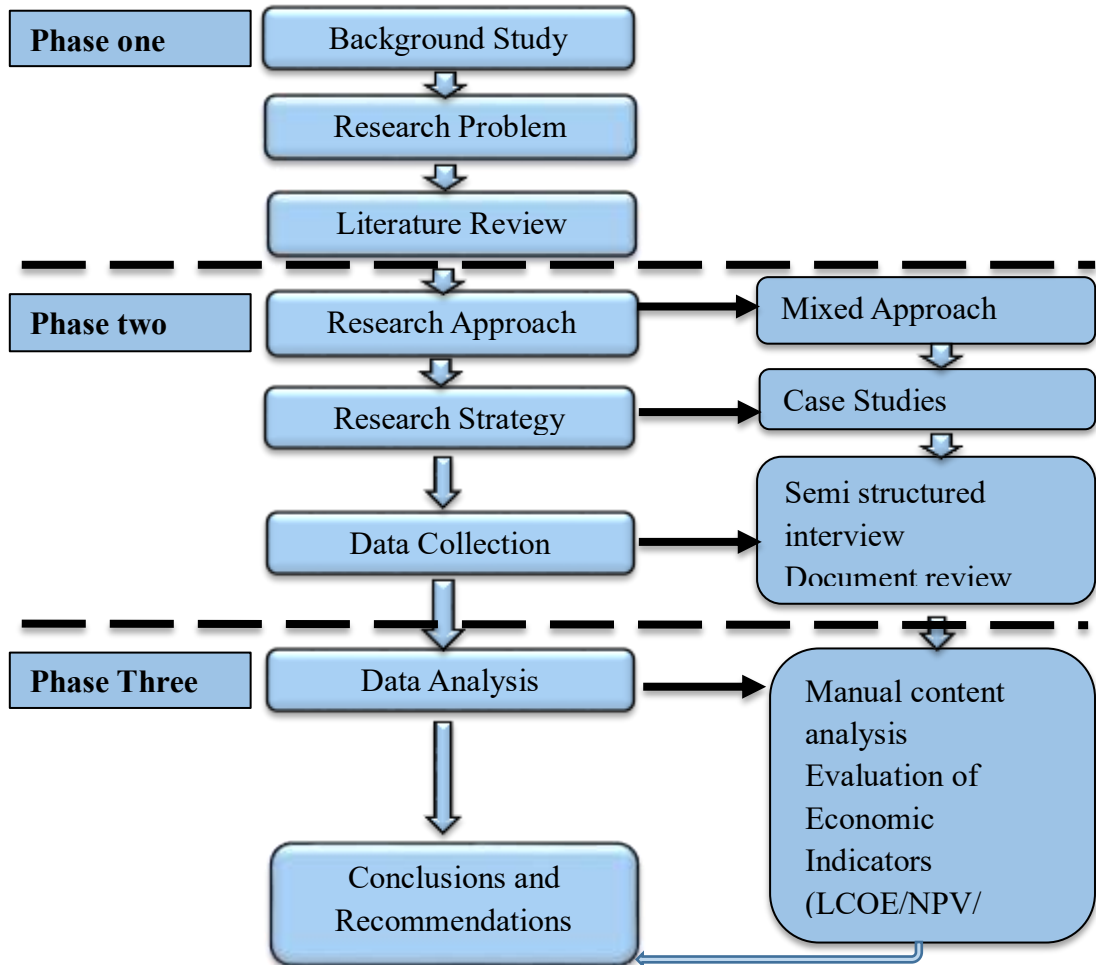 Phase one
Background Study
Research Problem
Literature Review
Phase two
Research Approach
Mixed Approach
Research Strategy
Case Studies
Data Collection
Semi structured
interview
Document review
Phase Three
Data Analysis
Manual content
analysis
Evaluation of
Economic
Indicators
(LCOE/NPV/
Conclusions and
Recommendations